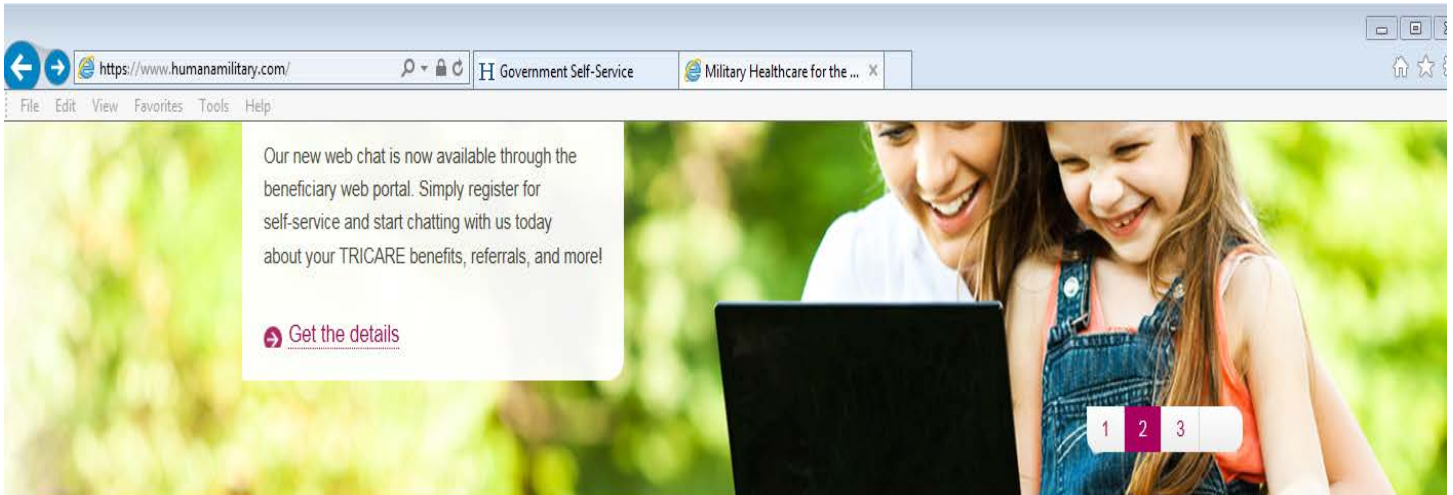 https://www.humanamilitary.com/
Government Self-Service
Military Healthcare for the ...
File Edit View Favorites Tools Help
Our new web chat is now available through the
beneficiary web portal. Simply register for
self-service and start chatting with us today
about your TRICARE benefits, referrals, and more!
Get the details
1 2 3